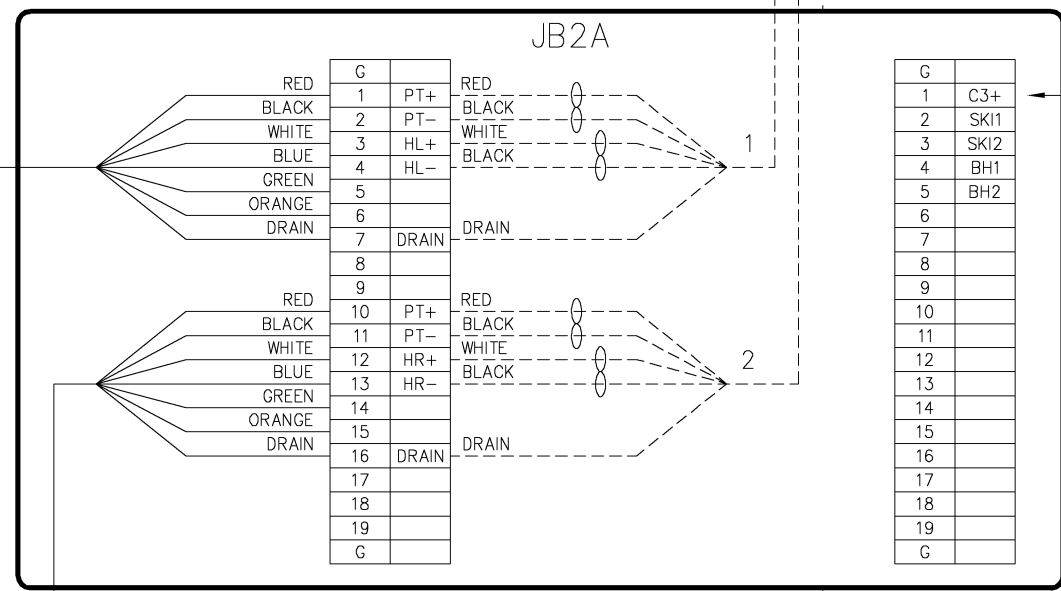 JB2A
G G
RED RED
1 PT+ 1 C3+
BLACK BLACK
2 PT- 2 SKI1
WHITE WHITE
3 HL+ 3 SKI2
BLUE BLACK 1
4 HL- 4 BH1
GREEN
5 5 BH2
ORANGE
6 6
DRAIN DRAIN
7 DRAIN 7
8 8
9 9
RED RED
10 PT+ 10
BLACK BLACK
11 PT- 11
WHITE WHITE
12 HR+ 12
BLUE BLACK 2
13 HR- 13
GREEN
14 14
ORANGE
15 15
DRAIN DRAIN
16 DRAIN 16
17 17
18 18
19 19
G G